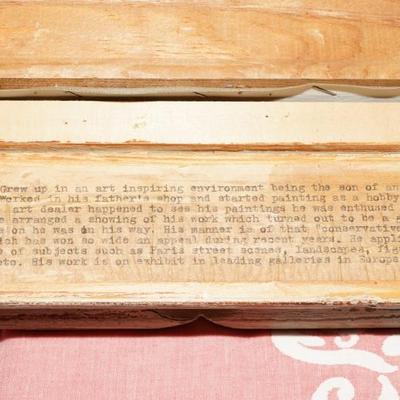 Grew up in an art inspiring environment being the son of an
Worked in his father's shop and started painting as a hobby
art dealer happened to see his paintings he was enthused
arranged a showing of his work which turned out to be a
on he was on his way. His manner is of that "conservative
ich has won so wide an appeal during recent years. He appli
e of subjects such as Paris street scenes, landscapes, fig
etc. His work is on exhibit in leading galleries in Europe